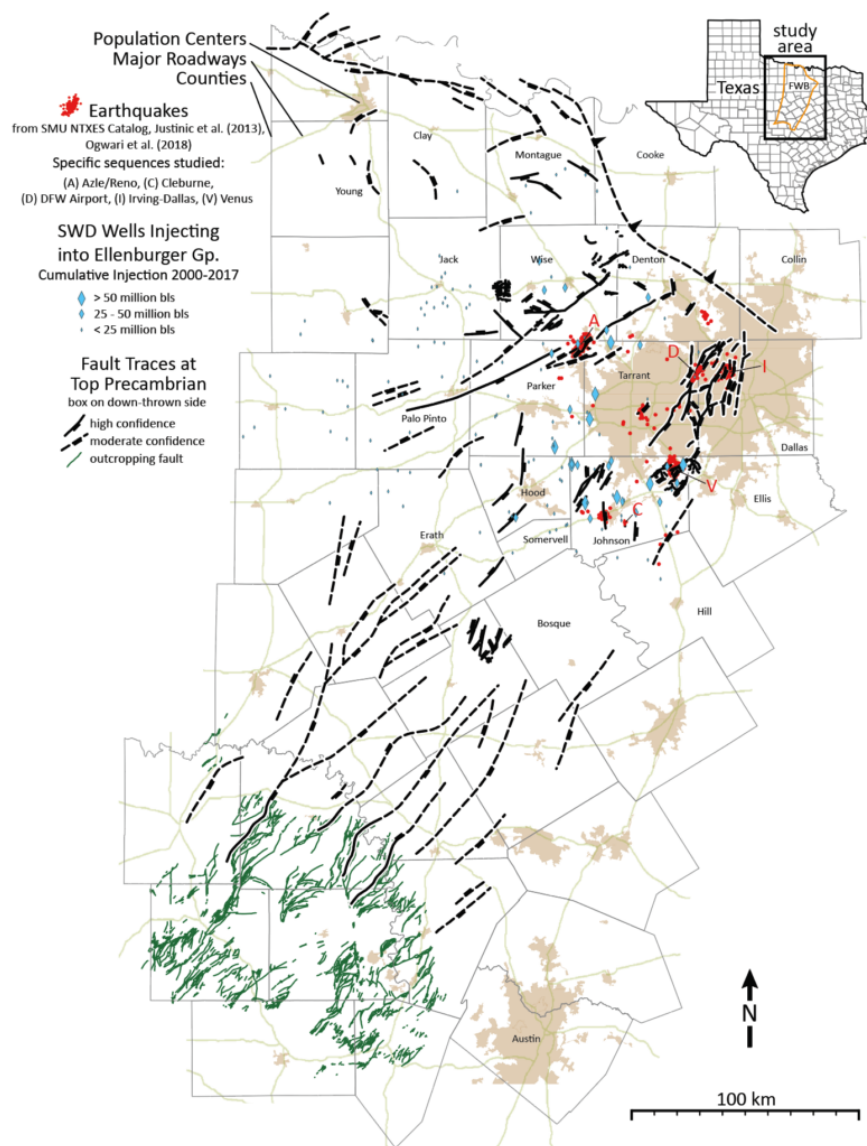 Population Centers
Major Roadways
Counties
Earthquakes
from SMU NTXES Catalog, Justinic et al. (2013),
Ogwari et al. (2018)
Specific sequences studied:
(A) Azle/Reno, (C) Cleburne,
(D) DFW Airport, (I) Irving-Dallas, (V) Venus
SWD Wells Injecting
into Ellenburger Gp.
Cumulative Injection 2000-2017
> 50 million bls
25 - 50 million bls
< 25 million bls
Fault Traces at
Top Precambrian
box on down-thrown side
high confidence
moderate confidence
outcropping fault
study
area
Texas
FWB
Clay
Montague
Cooke
Young
Jack
Wise
Denton
Collin
A
D
I
Parker
Tarrant
Palo Pinto
Dallas
V
Hood
Ellis
C
Erath
Somervell
Johnson
Hill
Bosque
N
Austin
100 km